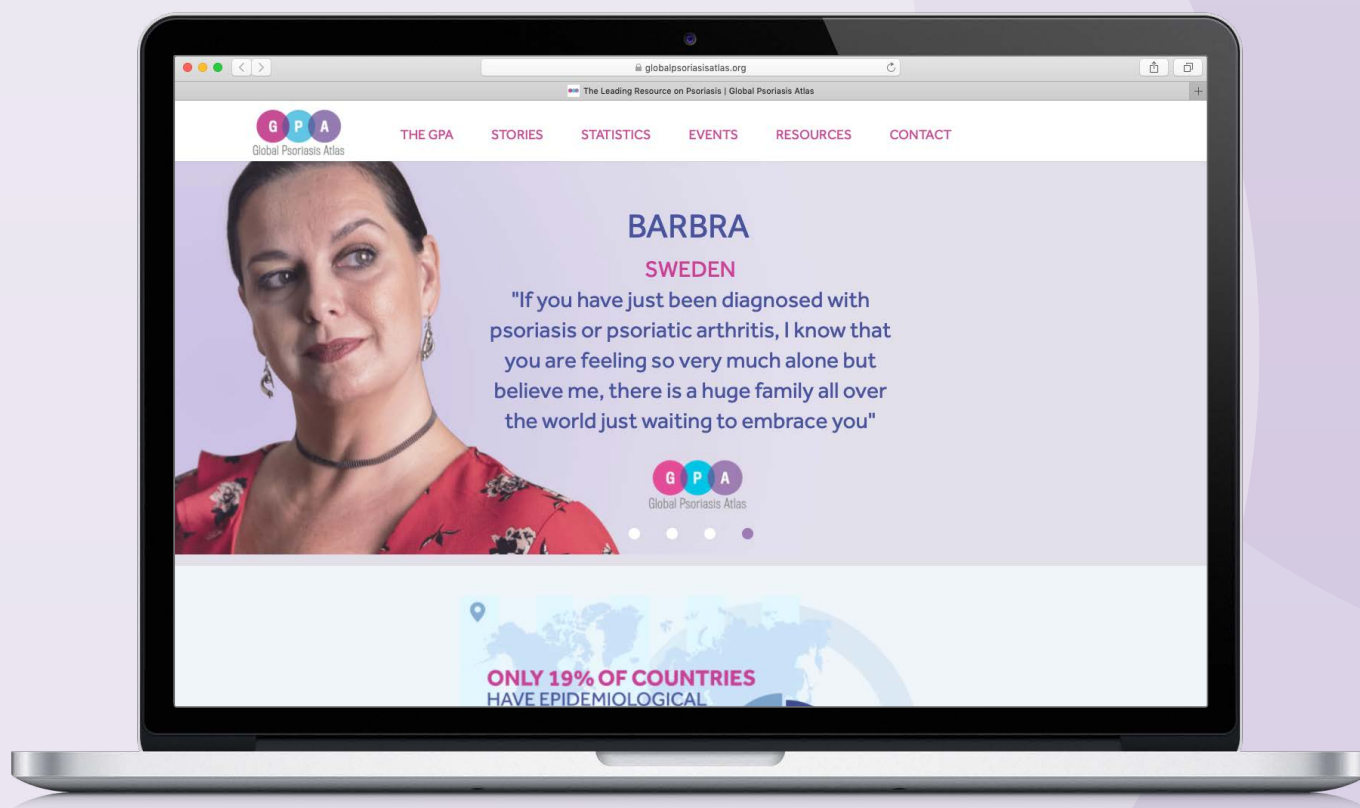 globalpsoriasisatlas.org
The Leading Resource on Psoriasis | Global Psoriasis Atlas
G P A
Global Psoriasis Atlas
THE GPA STORIES STATISTICS EVENTS RESOURCES CONTACT
BARBRA
SWEDEN
"If you have just been diagnosed with
psoriasis or psoriatic arthritis, I know that
you are feeling so very much alone but
believe me, there is a huge family all over
the world just waiting to embrace you"
G P A
Global Psoriasis Atlas
ONLY 19% OF COUNTRIES
HAVE EPIDEMIOLOGICAL